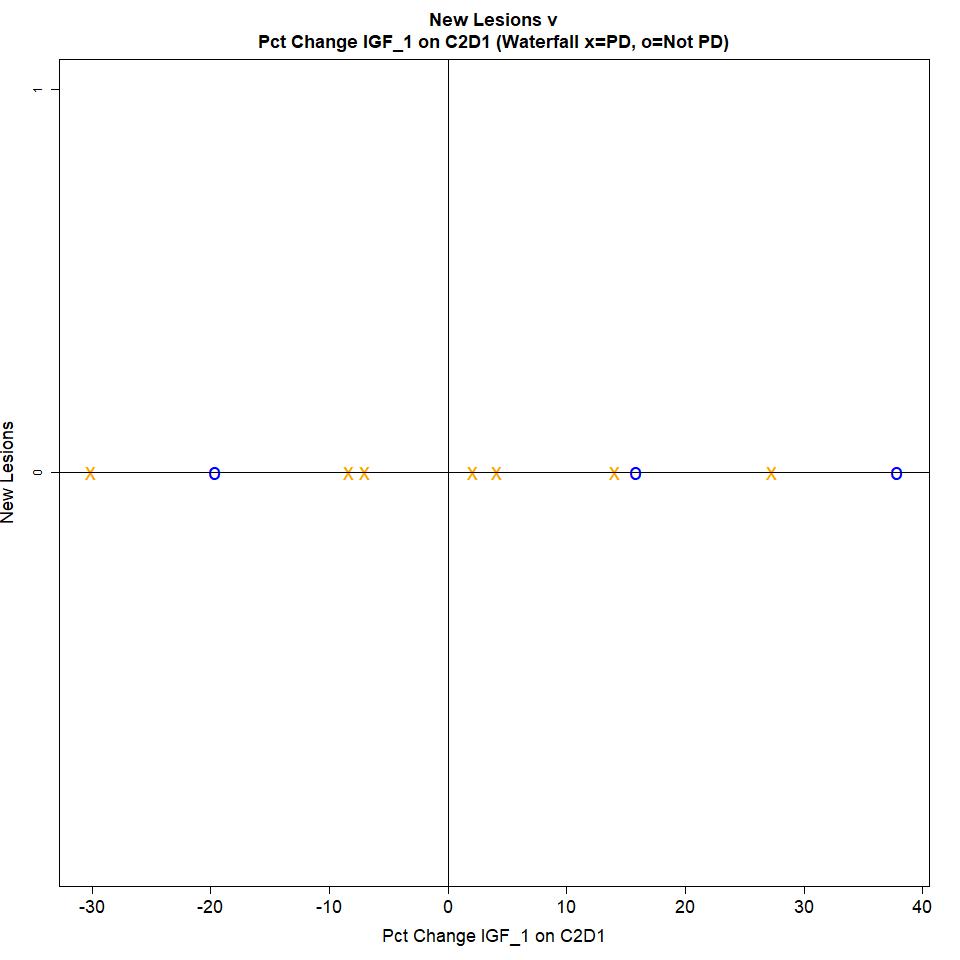 New Lesions v
Pct Change IGF_1 on C2D1 (Waterfall x=PD, o=Not PD)
1
0
New Lesions
x o x x x x x o x o
-30 -20 -10 0 10 20 30 40
Pct Change IGF_1 on C2D1